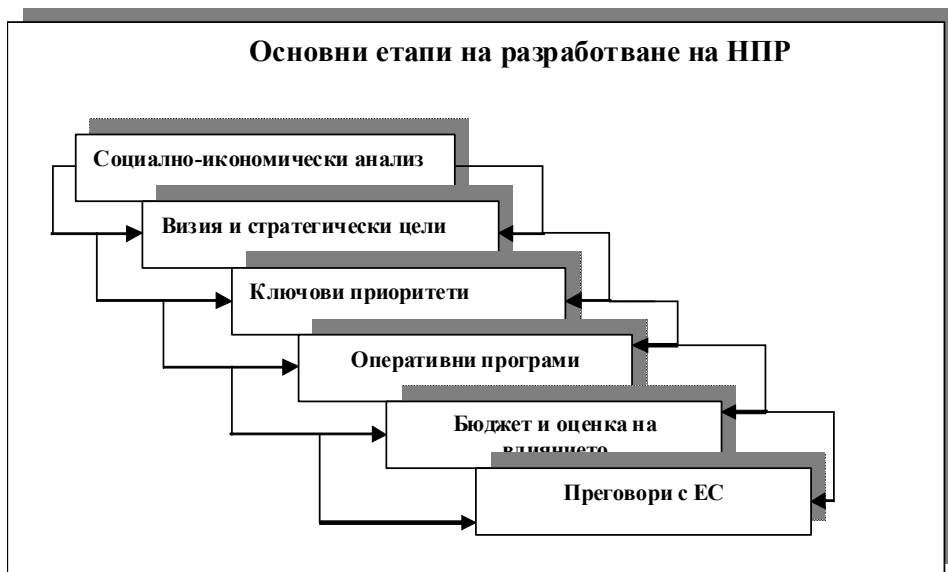 Основни етапи на разработване на НПР
Социално-икономически анализ
Визия и стратегически цели
Ключови приоритети
Оперативни програми
Бюджет и оценка на
влиянието
Преговори с ЕС